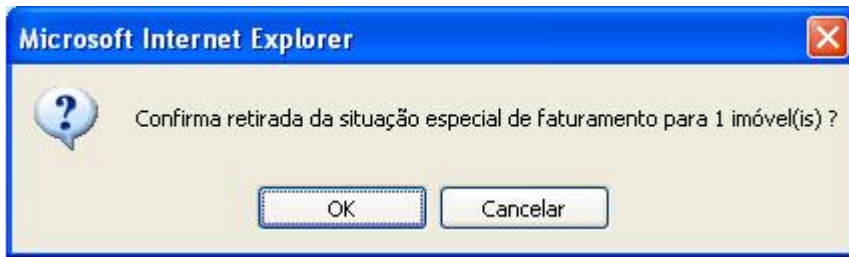 Microsoft Internet Explorer
Confirma retirada da situação especial de faturamento para 1 imóvel(is) ?
OK
Cancelar